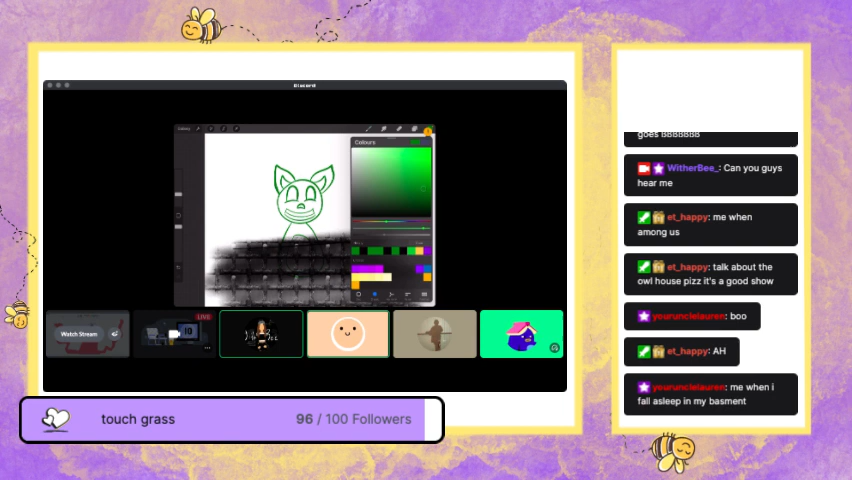 Discord
Gallery
Colours
Watch Stream
LIVE
touch grass
96 / 100 Followers
goes 8888888
WitherBee_: Can you guys
hear me
et_happy: me when
among us
et_happy: talk about the
owl house pizz it's a good show
youruncielauren: boo
et_happy: AH
youruncielauren: me when i
fall asleep in my basment